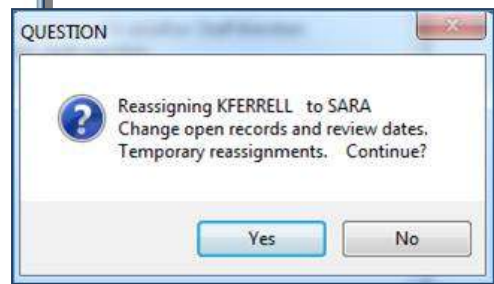 QUESTION
Reassigning KFERRELL to SARA
Change open records and review dates.
Temporary reassignments. Continue?
Yes
No